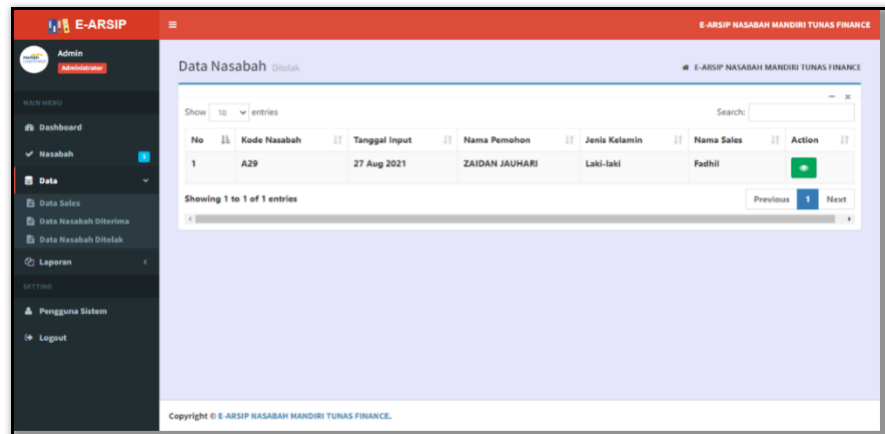 E-ARSIP
E-ARSIP NASABAH MANDIRI TUNAS FINANCE
Admin
Administrator
MAIN MENU
Dashboard
Nasabah 1
Data
Data Sales
Data Nasabah Diterima
Data Nasabah Ditolak
Laporan
SETTING
Pengguna Sistem
Logout
Data Nasabah Ditolak
E-ARSIP NASABAH MANDIRI TUNAS FINANCE
Show 10 entries Search:
No Kode Nasabah Tanggal Input Nama Pemohon Jenis Kelamin Nama Sales Action
1 A29 27 Aug 2021 ZAIDAN JAUHARI Laki-laki Fadhil
Showing 1 to 1 of 1 entries Previous 1 Next
Copyright © E-ARSIP NASABAH MANDIRI TUNAS FINANCE.